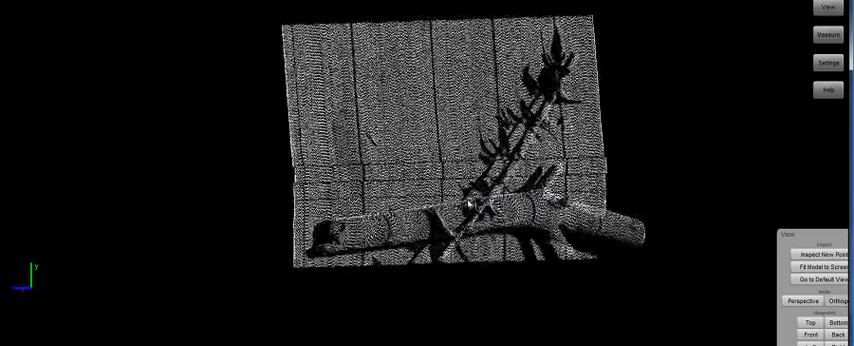 View
Measure
Settings
Help
y
View
Inspect
Inspect New Point
Fit Model to Screen
Go to Default View
Mode
Perspective Orthog
Viewpoints
Top Bottom
Front Back